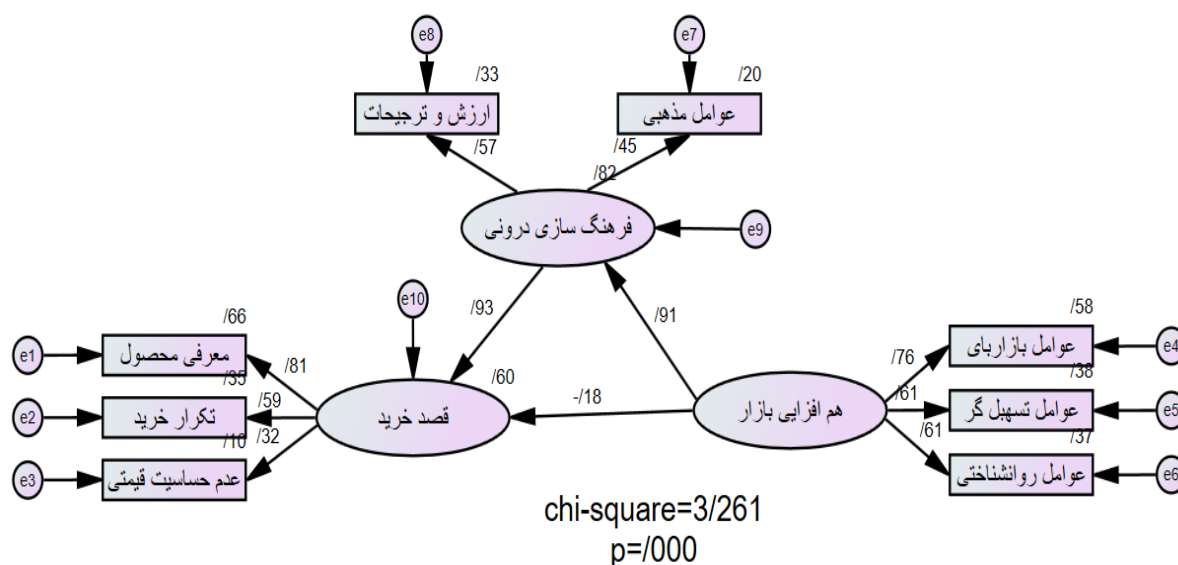 e8
e7
/33
/20
ارزش و ترجیحات
عوامل مذهبی
/57
/45
/82
فرهنگ سازی درونی
e9
e10
/93
/91
/66
/58
e1
معرفی محصول
/81
/76
عوامل بازاربای
e4
/35
/60
/38
e2
تکرار خرید
/59
قصد خرید
-/18
هم افزایی بازار
/61
عوامل تسهبل گر
e5
/10
/32
/61
/37
e3
عدم حساسیت قیمتی
عوامل روانشناختی
e6
chi-square=3/261
p=/000